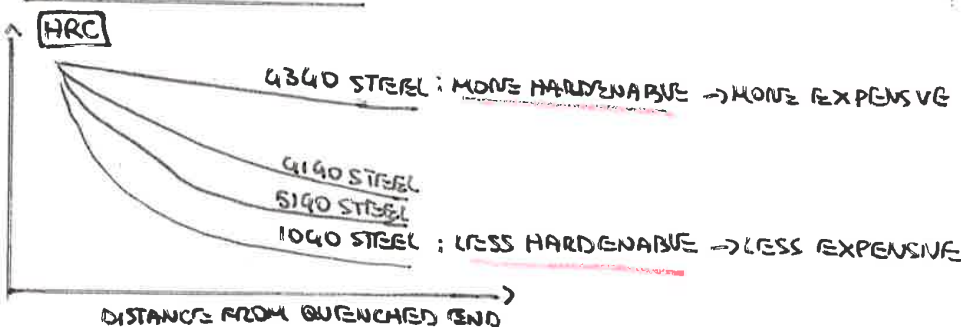 HRC
4340 STEEL : MORE HARDENABLE → MORE EXPENSVE
4140 STEEL
5140 STEEL
1040 STEEL : LESS HARDENABLE → LESS EXPENSIVE
DISTANCE FROM QUENCHED END